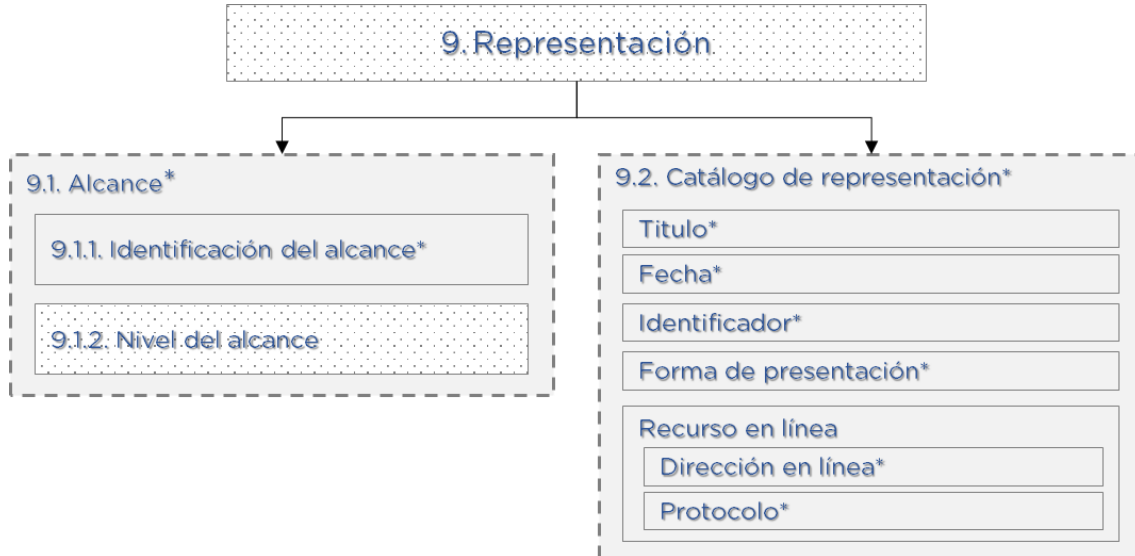 9. Representación
9.1. Alcance*
9.1.1. Identificación del alcance*
9.1.2. Nivel del alcance
9.2. Catálogo de representación*
Titulo*
Fecha*
Identificador*
Forma de presentación*
Recurso en línea
Dirección en línea*
Protocolo*